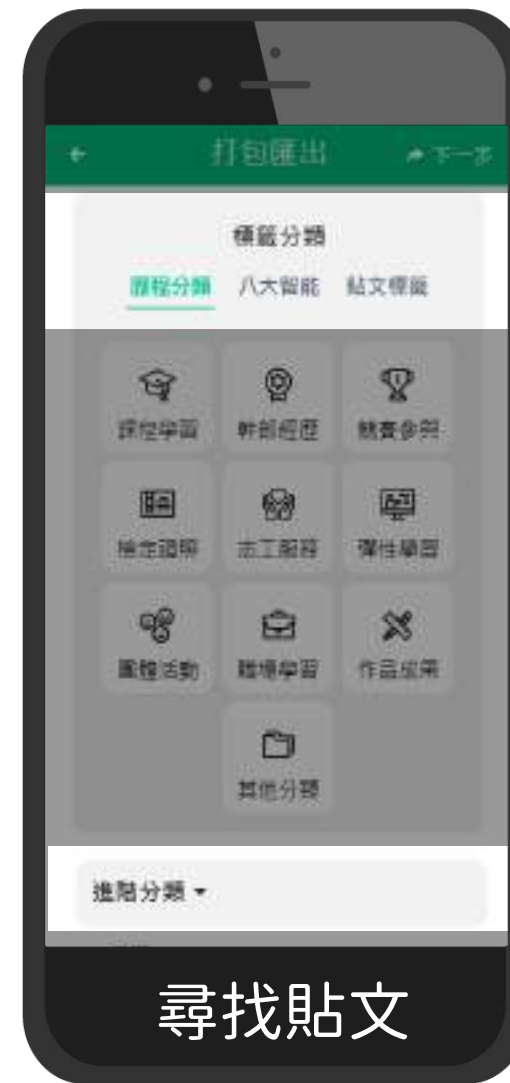 打包匯出 下一步
標籤分類
歷程分類 八大智能 貼文標籤
課程學習 幹部經歷 競賽參與
檢定證照 志工服務 彈性學習
團體活動 職場學習 作品成果
其他分類
進階分類
尋找貼文